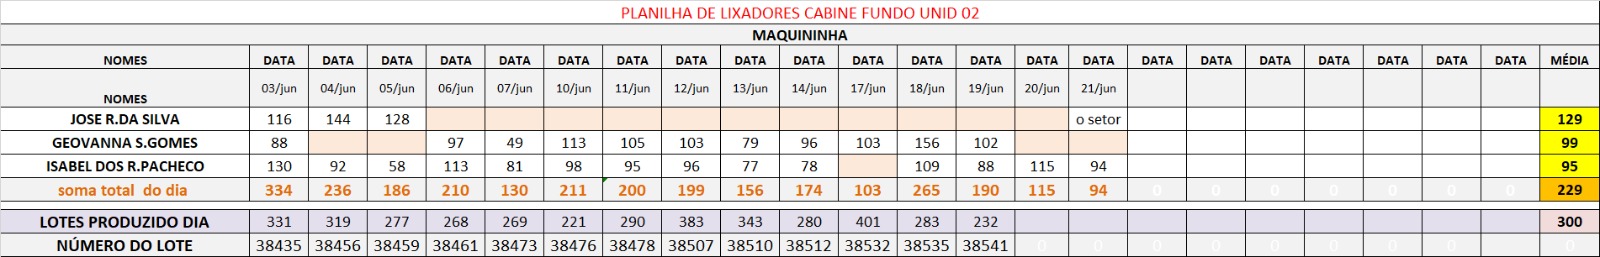 PLANILHA DE LIXADORES CABINE FUNDO UNID 02
MAQUININHA
NOMES DATA DATA DATA DATA DATA DATA DATA DATA DATA DATA DATA DATA DATA DATA DATA DATA DATA DATA DATA DATA DATA DATA MÉDIA
NOMES 03/jun 04/jun 05/jun 06/jun 07/jun 10/jun 11/jun 12/jun 13/jun 14/jun 17/jun 18/jun 19/jun 20/jun 21/jun
JOSE R.DA SILVA 116 144 128 o setor 129
GEOVANNA S.GOMES 88 97 49 113 105 103 79 96 103 156 102 99
ISABEL DOS R.PACHECO 130 92 58 113 81 98 95 96 77 78 109 88 115 94 95
soma total do dia 334 236 186 210 130 211 200 199 156 174 103 265 190 115 94 0 0 0 0 0 0 0 229
LOTES PRODUZIDO DIA 331 319 277 268 269 221 290 383 343 280 401 283 232 300
NÚMERO DO LOTE 38435 38456 38459 38461 38473 38476 38478 38507 38510 38512 38532 38535 38541 0 0 0 0 0 0 0 0 0